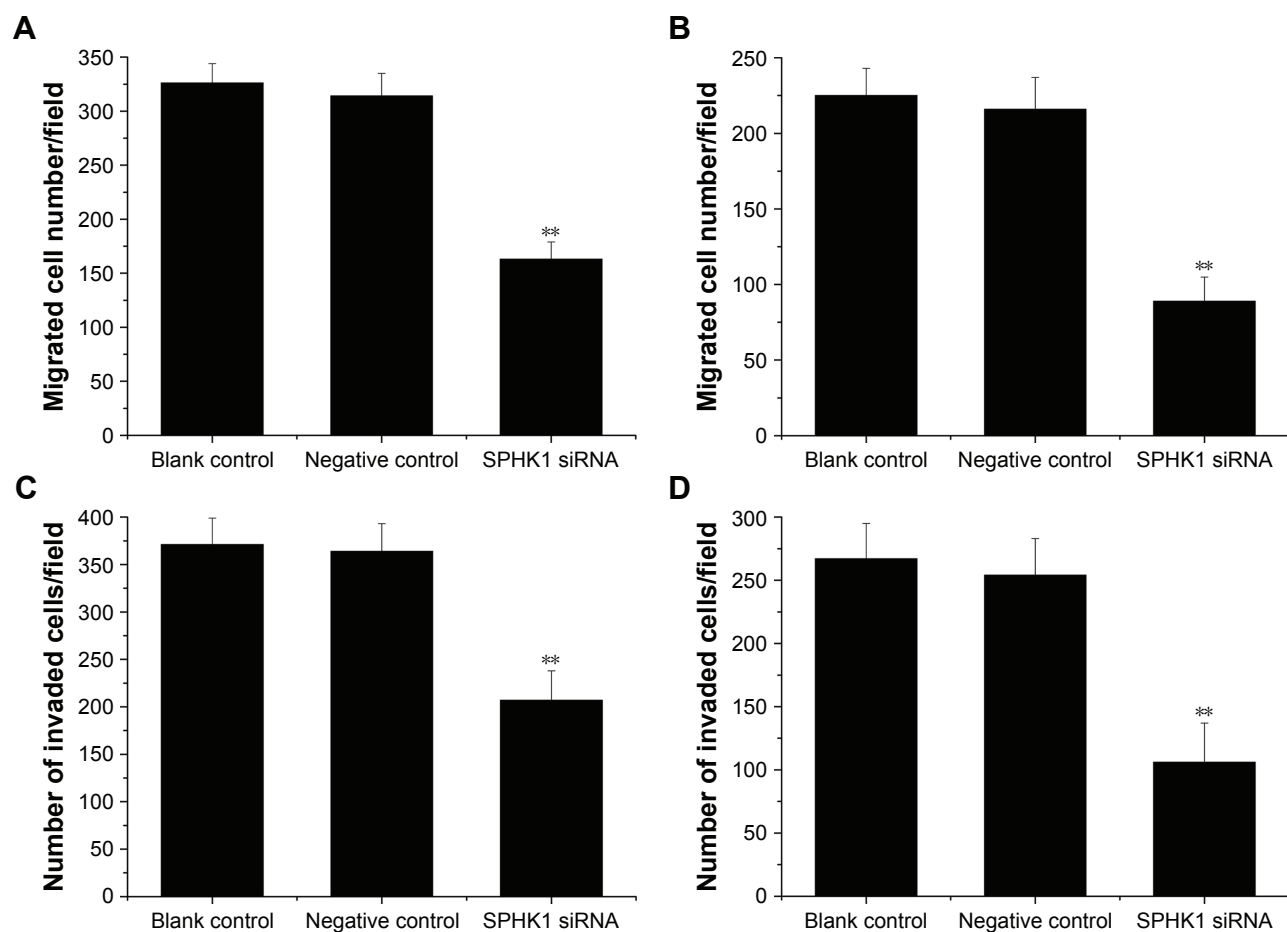 A
Migrated cell number/field
350
300
250
200
150
100
50
0
**
Blank control
Negative control
SPHK1 siRNA
B
Migrated cell number/field
250
200
150
100
50
0
**
Blank control
Negative control
SPHK1 siRNA
C
Number of invaded cells/field
400
350
300
250
200
150
100
50
0
**
Blank control
Negative control
SPHK1 siRNA
D
Number of invaded cells/field
300
250
200
150
100
50
0
**
Blank control
Negative control
SPHK1 siRNA